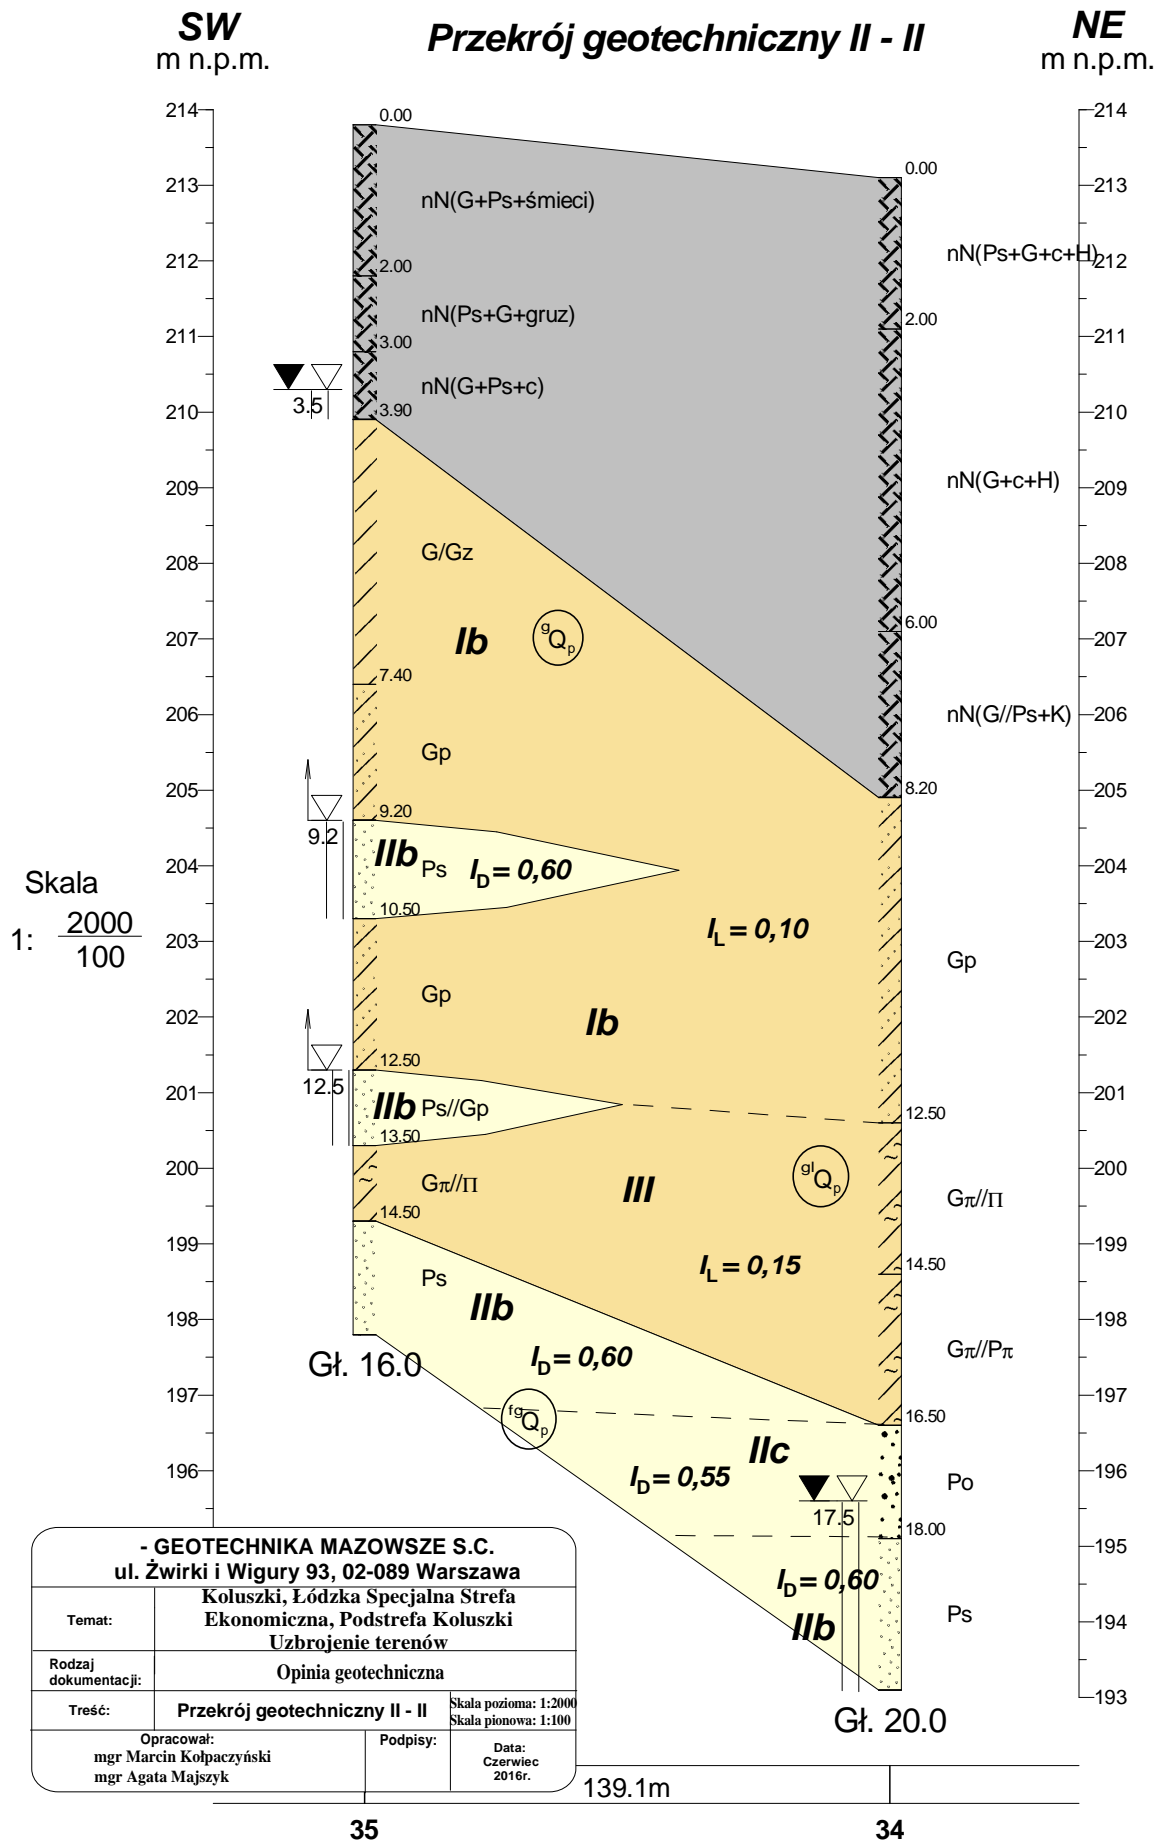 SW
m n.p.m.
Przekrój geotechniczny II - II
NE
m n.p.m.
214
213
212
211
210
209
208
207
206
205
204
203
202
201
200
199
198
197
196
Skala
1: 2000
100
0.00
nN(G+Ps+śmieci)
2.00
nN(Ps+G+gruz)
3.00
nN(G+Ps+c)
3.5
3.90
G/Gz
Ib
gQp
7.40
Gp
9.20
9.2
IIb
Ps
ID = 0,60
10.50
IL = 0,10
Gp
Ib
12.50
12.5
IIb
Ps//Gp
13.50
glQp
Gπ//Π
III
14.50
IL = 0,15
Ps
IIb
ID = 0,60
Gł. 16.0
fgQp
IIc
ID = 0,55
17.5
ID = 0,60
IIb
0.00
nN(Ps+G+c+H)
2.00
nN(G+c+H)
6.00
nN(G//Ps+K)
8.20
Gp
12.50
Gπ//Π
14.50
Gπ//Pπ
16.50
Po
18.00
Ps
Gł. 20.0
214
213
212
211
210
209
208
207
206
205
204
203
202
201
200
199
198
197
196
195
194
193
- GEOTECHNIKA MAZOWSZE S.C.
ul. Żwirki i Wigury 93, 02-089 Warszawa
Temat:
Koluszki, Łódzka Specjalna Strefa
Ekonomiczna, Podstrefa Koluszki
Uzbrojenie terenów
Rodzaj
dokumentacji:
Opinia geotechniczna
Treść:
Przekrój geotechniczny II - II
Skala pozioma: 1:2000
Skala pionowa: 1:100
Opracował:
mgr Marcin Kołpaczyński
mgr Agata Majszyk
Podpisy:
Data:
Czerwiec
2016r.
139.1m
35
34